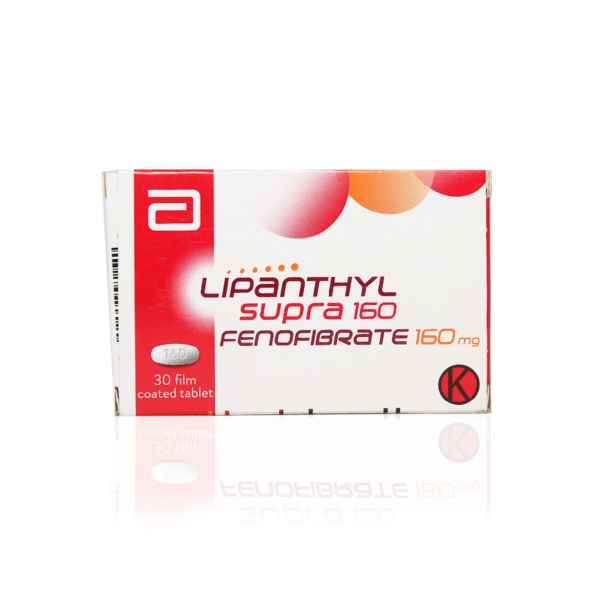 LIPANTHYL
supra 160
FENOFIBRATE 160 mg
160
30 film
coated tablet
K